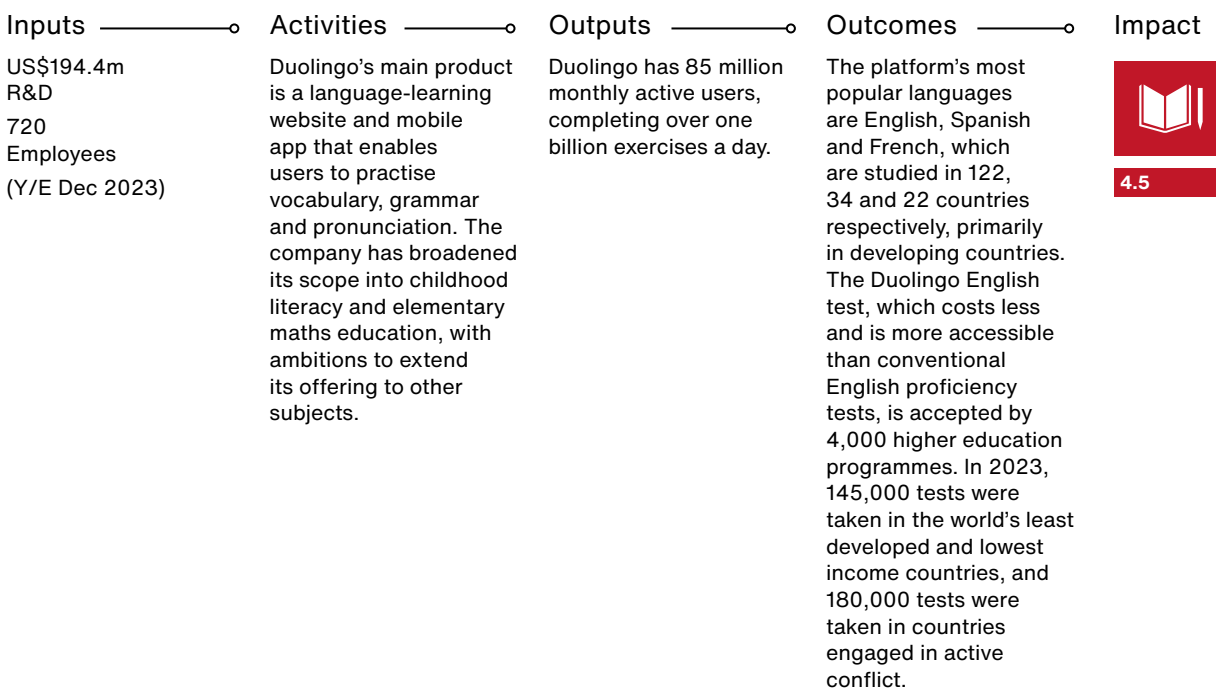 Inputs
US$194.4m
R&D
720
Employees
(Y/E Dec 2023)
Activities
Duolingo’s main product
is a language-learning
website and mobile
app that enables
users to practise
vocabulary, grammar
and pronunciation. The
company has broadened
its scope into childhood
literacy and elementary
maths education, with
ambitions to extend
its offering to other
subjects.
Outputs
Duolingo has 85 million
monthly active users,
completing over one
billion exercises a day.
Outcomes
The platform’s most
popular languages
are English, Spanish
and French, which
are studied in 122,
34 and 22 countries
respectively, primarily
in developing countries.
The Duolingo English
test, which costs less
and is more accessible
than conventional
English proficiency
tests, is accepted by
4,000 higher education
programmes. In 2023,
145,000 tests were
taken in the world’s least
developed and lowest
income countries, and
180,000 tests were
taken in countries
engaged in active
conflict.
Impact
4.5